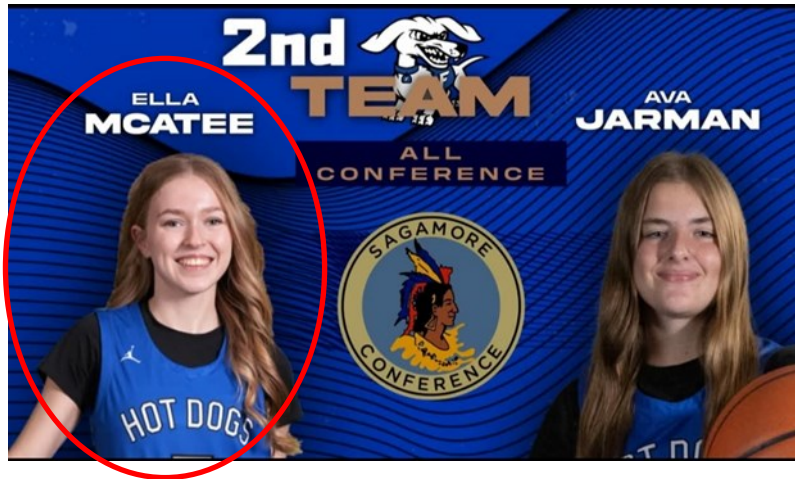 2nd
TEAM
ELLA
MCATEE
AVA
JARMAN
ALL
CONFERENCE
SAGAMORE
CONFERENCE
HOT DOGS